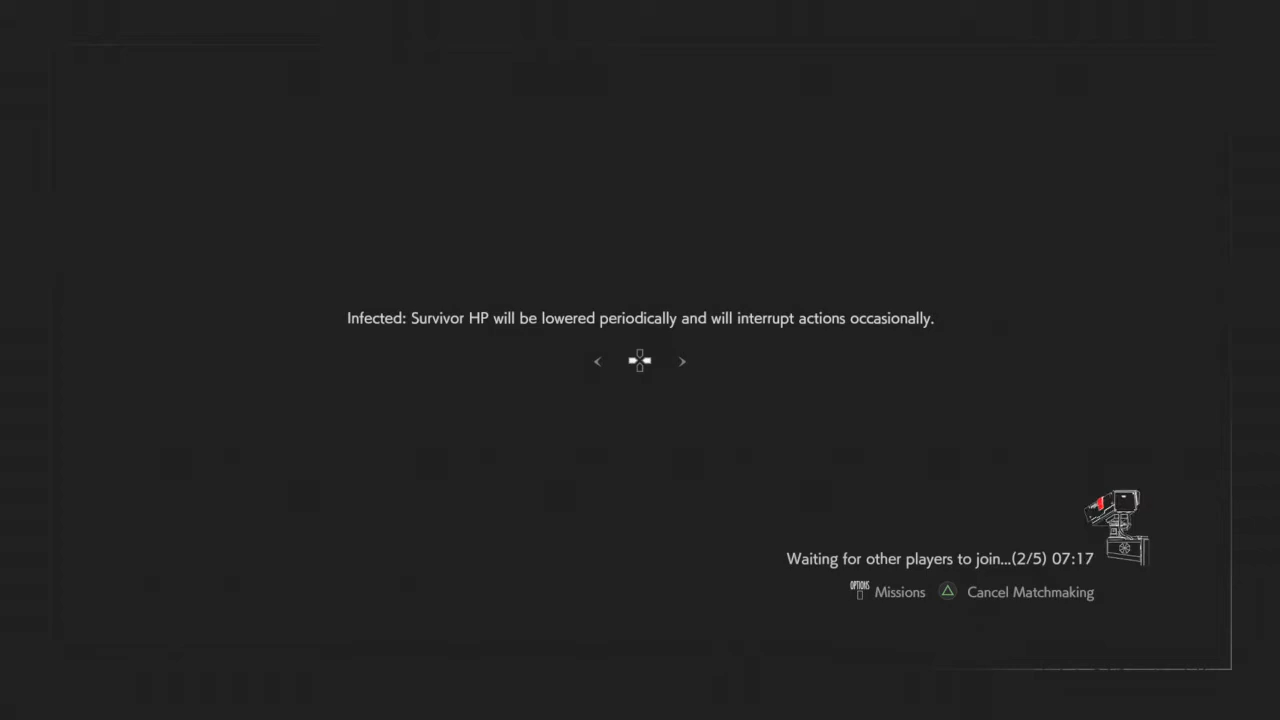 Infected: Survivor HP will be lowered periodically and will interrupt actions occasionally.
Waiting for other players to join...(2/5) 07:17
OPTIONS Missions Cancel Matchmaking